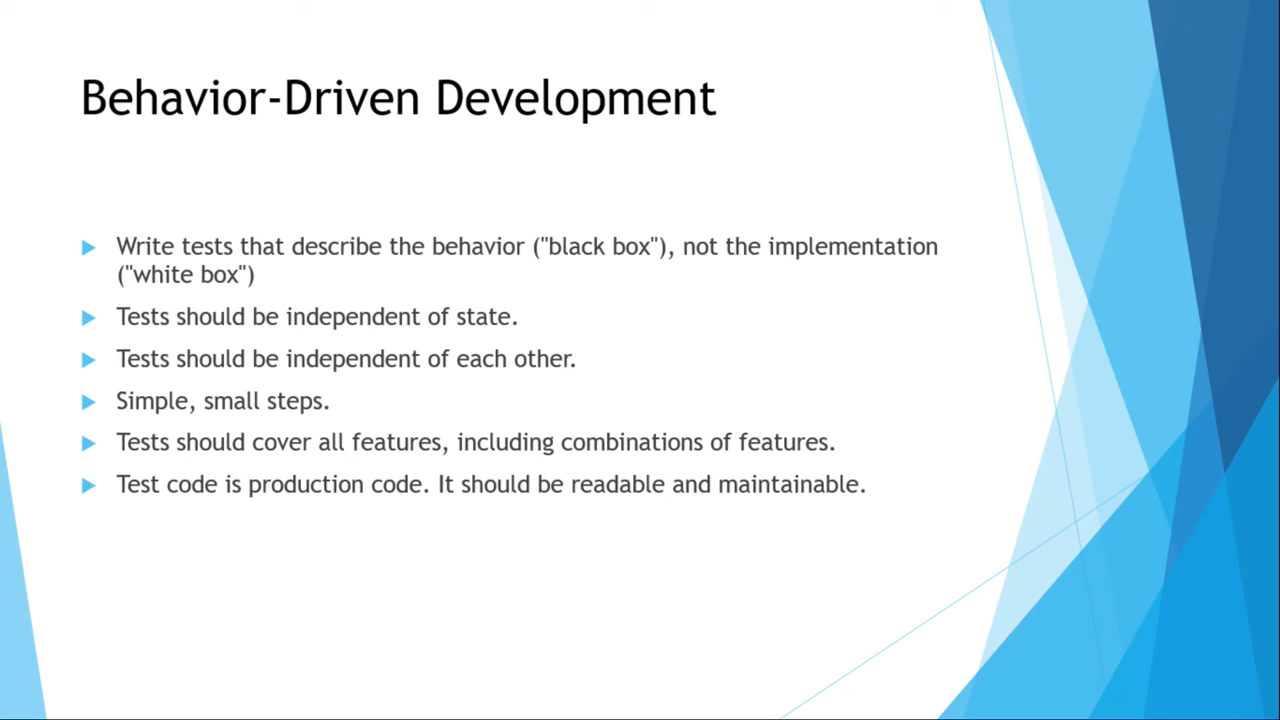 Behavior-Driven Development
Write tests that describe the behavior ("black box"), not the implementation
("white box")
Tests should be independent of state.
Tests should be independent of each other.
Simple, small steps.
Tests should cover all features, including combinations of features.
Test code is production code. It should be readable and maintainable.